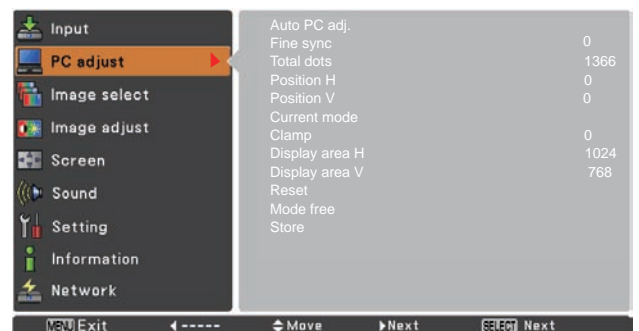 Input
PC adjust
Image select
Image adjust
Screen
Sound
Setting
Information
Network
Auto PC adj.
Fine sync 0
Total dots 1366
Position H 0
Position V 0
Current mode
Clamp 0
Display area H 1024
Display area V 768
Reset
Mode free
Store
MENU Exit ----- Move Next SELECT Next